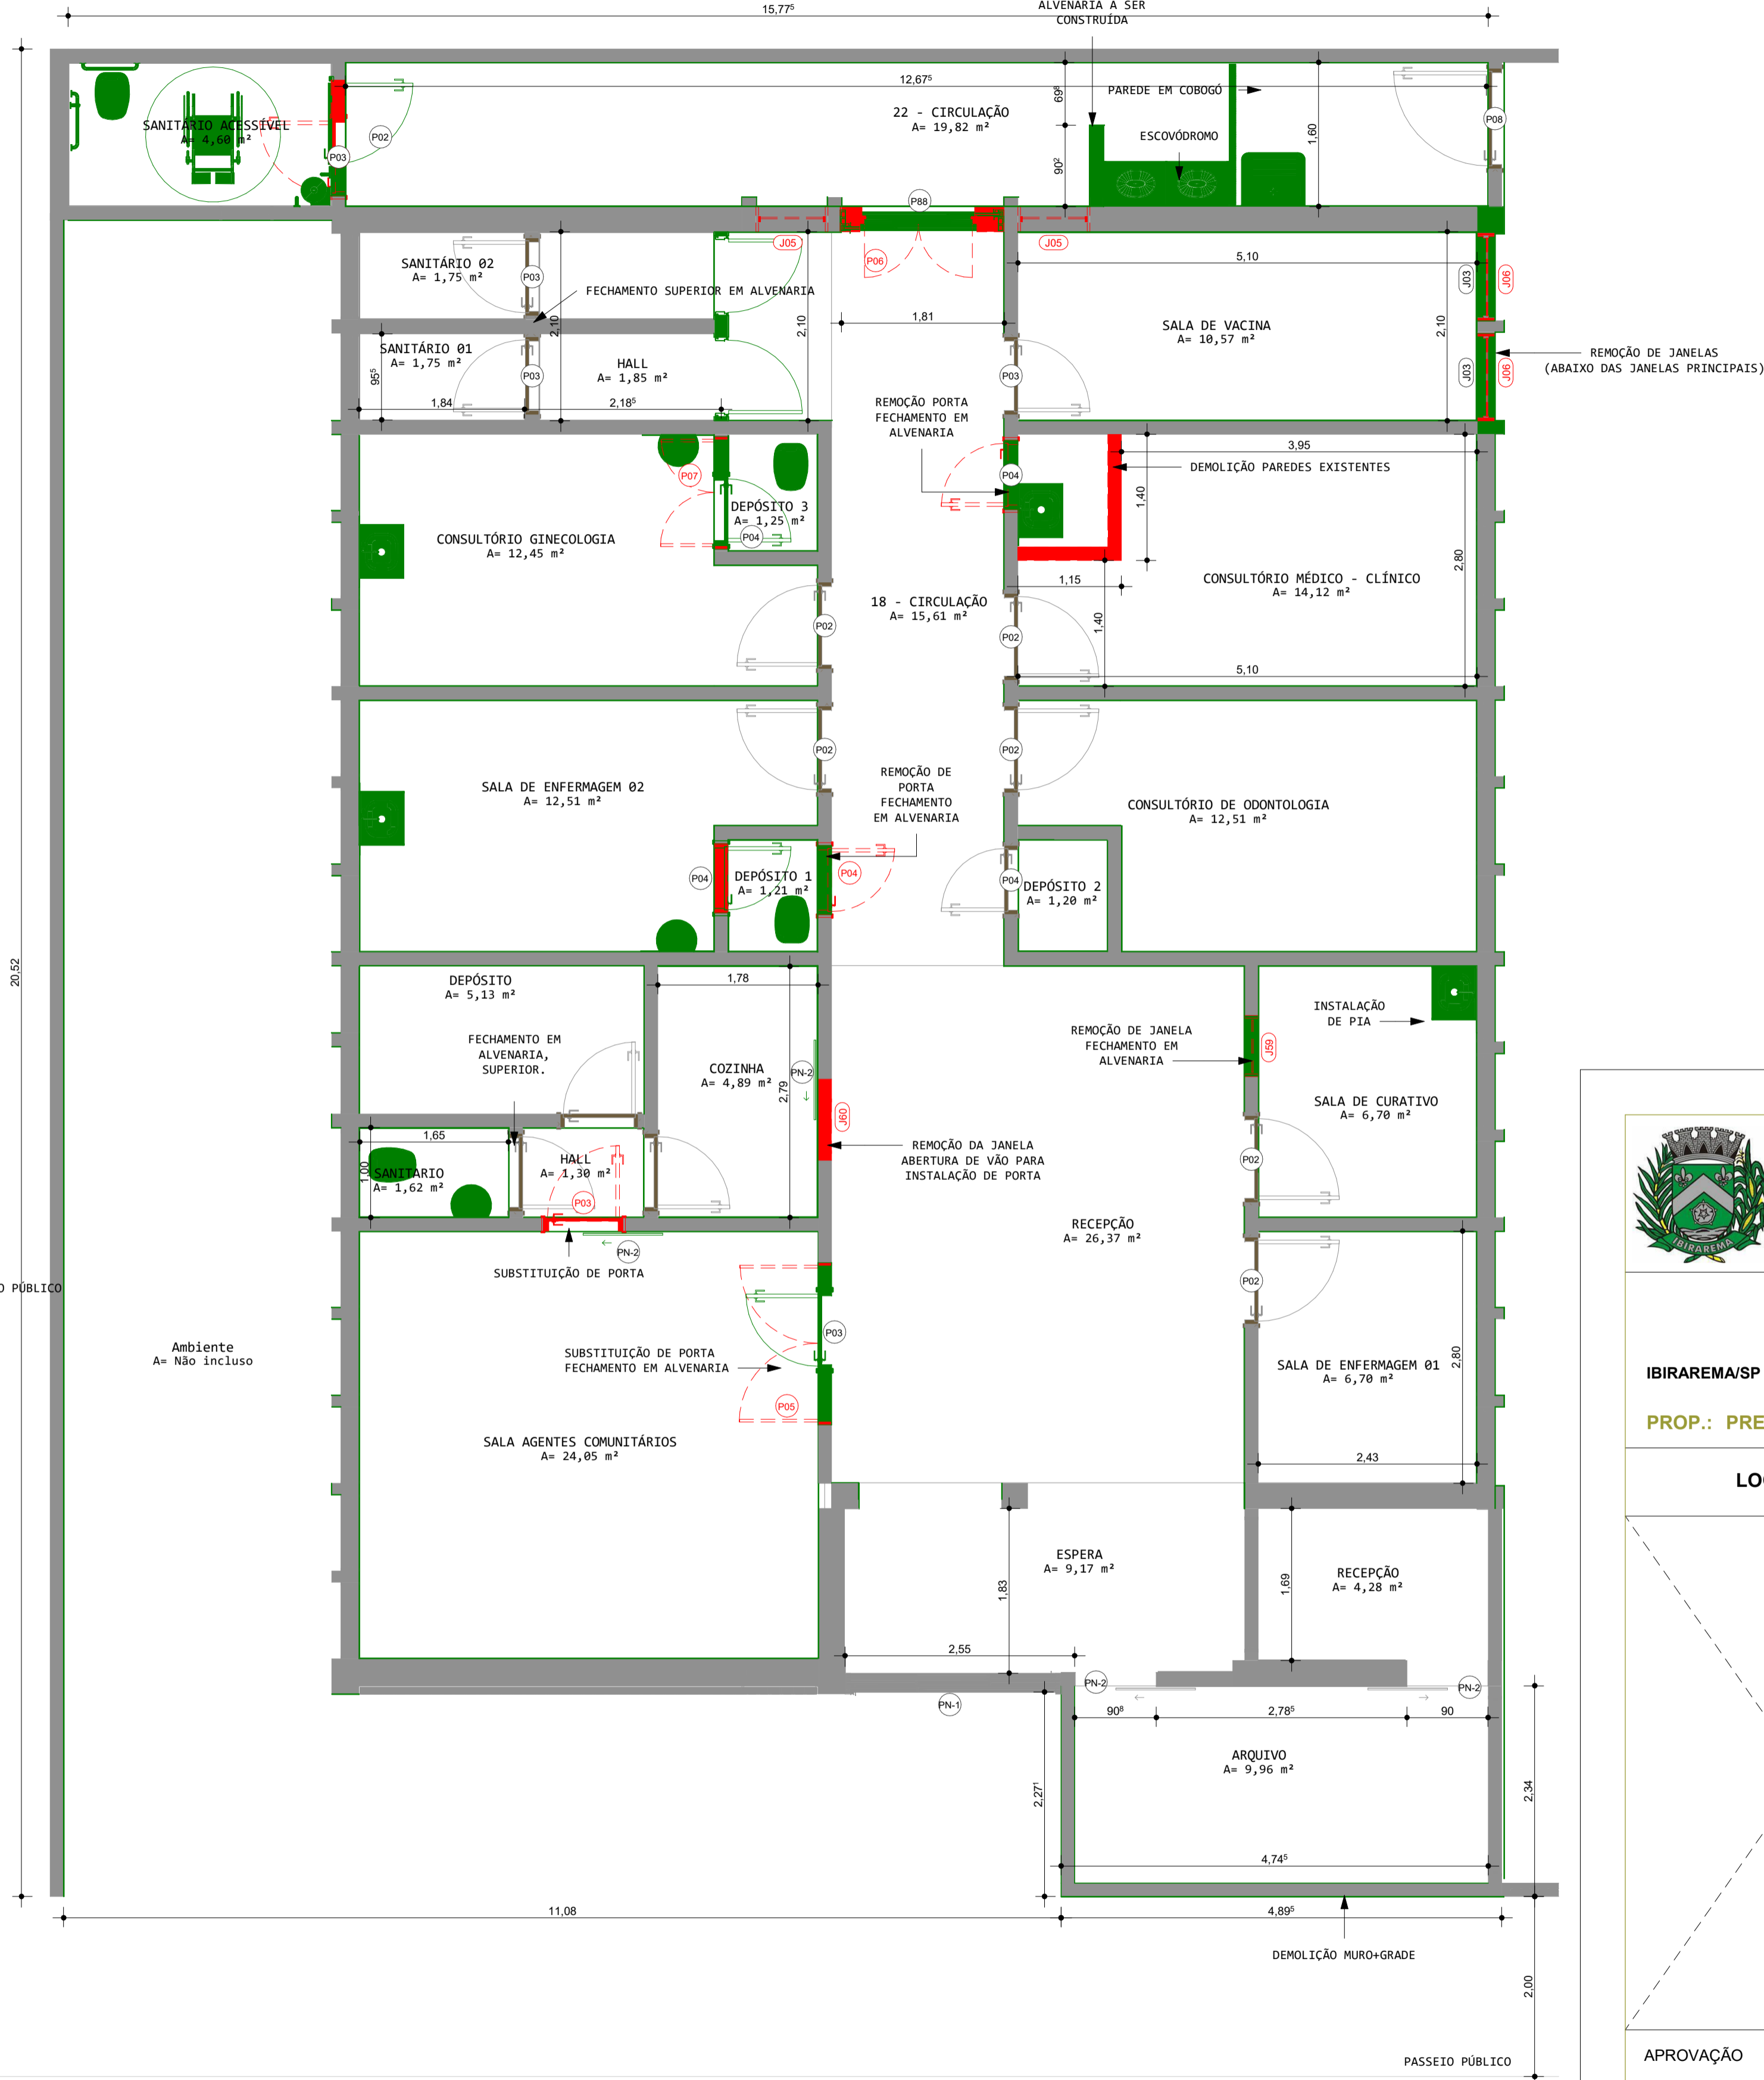 15,77⁵
ALVENARIA A SER
CONSTRUÍDA
12,67⁵
69⁸
PAREDE EM COBOGÓ
P08
SANITÁRIO ACESSÍVEL
A= 4,60 m²
P02
P03
22 - CIRCULAÇÃO
A= 19,82 m²
ESCOVÓDROMO
1,60
90²
P88
J05
P06
J05
SANITÁRIO 02
A= 1,75 m²
P03
FECHAMENTO SUPERIOR EM ALVENARIA
2,10
2,10
1,81
5,10
SALA DE VACINA
A= 10,57 m²
2,10
J03
J06
SANITÁRIO 01
A= 1,75 m²
95⁵
P03
HALL
A= 1,85 m²
1,84
2,18⁵
P03
J03
J06
REMOÇÃO DE JANELAS
(ABAIXO DAS JANELAS PRINCIPAIS)
REMOÇÃO PORTA
FECHAMENTO EM
ALVENARIA
3,95
P07
P04
1,40
DEMOLIÇÃO PAREDES EXISTENTES
DEPÓSITO 3
A= 1,25 m²
P04
CONSULTÓRIO GINECOLOGIA
A= 12,45 m²
2,80
1,15
CONSULTÓRIO MÉDICO - CLÍNICO
A= 14,12 m²
18 - CIRCULAÇÃO
A= 15,61 m²
P02
P02
1,40
5,10
P02
P02
SALA DE ENFERMAGEM 02
A= 12,51 m²
REMOÇÃO DE
PORTA
FECHAMENTO
EM ALVENARIA
CONSULTÓRIO DE ODONTOLOGIA
A= 12,51 m²
P04
DEPÓSITO 1
A= 1,21 m²
P04
P04
DEPÓSITO 2
A= 1,20 m²
20,52
DEPÓSITO
A= 5,13 m²
1,78
INSTALAÇÃO
DE PIA
FECHAMENTO EM
ALVENARIA,
SUPERIOR.
COZINHA
A= 4,89 m²
2,79
PN-2
REMOÇÃO DE JANELA
FECHAMENTO EM
ALVENARIA
J59
J60
SALA DE CURATIVO
A= 6,70 m²
1,65
1,00
SANITARIO
A= 1,62 m²
HALL
A= 1,30 m²
P03
REMOÇÃO DA JANELA
ABERTURA DE VÃO PARA
INSTALAÇÃO DE PORTA
P02
RECEPÇÃO
A= 26,37 m²
PN-2
SUBSTITUIÇÃO DE PORTA
P02
O PÚBLICO
Ambiente
A= Não incluso
P03
SUBSTITUIÇÃO DE PORTA
FECHAMENTO EM ALVENARIA
P05
SALA DE ENFERMAGEM 01
A= 6,70 m²
2,80
SALA AGENTES COMUNITÁRIOS
A= 24,05 m²
2,43
ESPERA
A= 9,17 m²
1,83
1,69
RECEPÇÃO
A= 4,28 m²
2,55
PN-2
PN-2
PN-1
90⁸
2,78⁵
90
ARQUIVO
A= 9,96 m²
2,27¹
2,34
4,74⁵
11,08
4,89⁵
DEMOLIÇÃO MURO+GRADE
2,00
PASSEIO PÚBLICO
IBIRAREMA
IBIRAREMA/SP
PROP.: PRE
LO
APROVAÇÃO